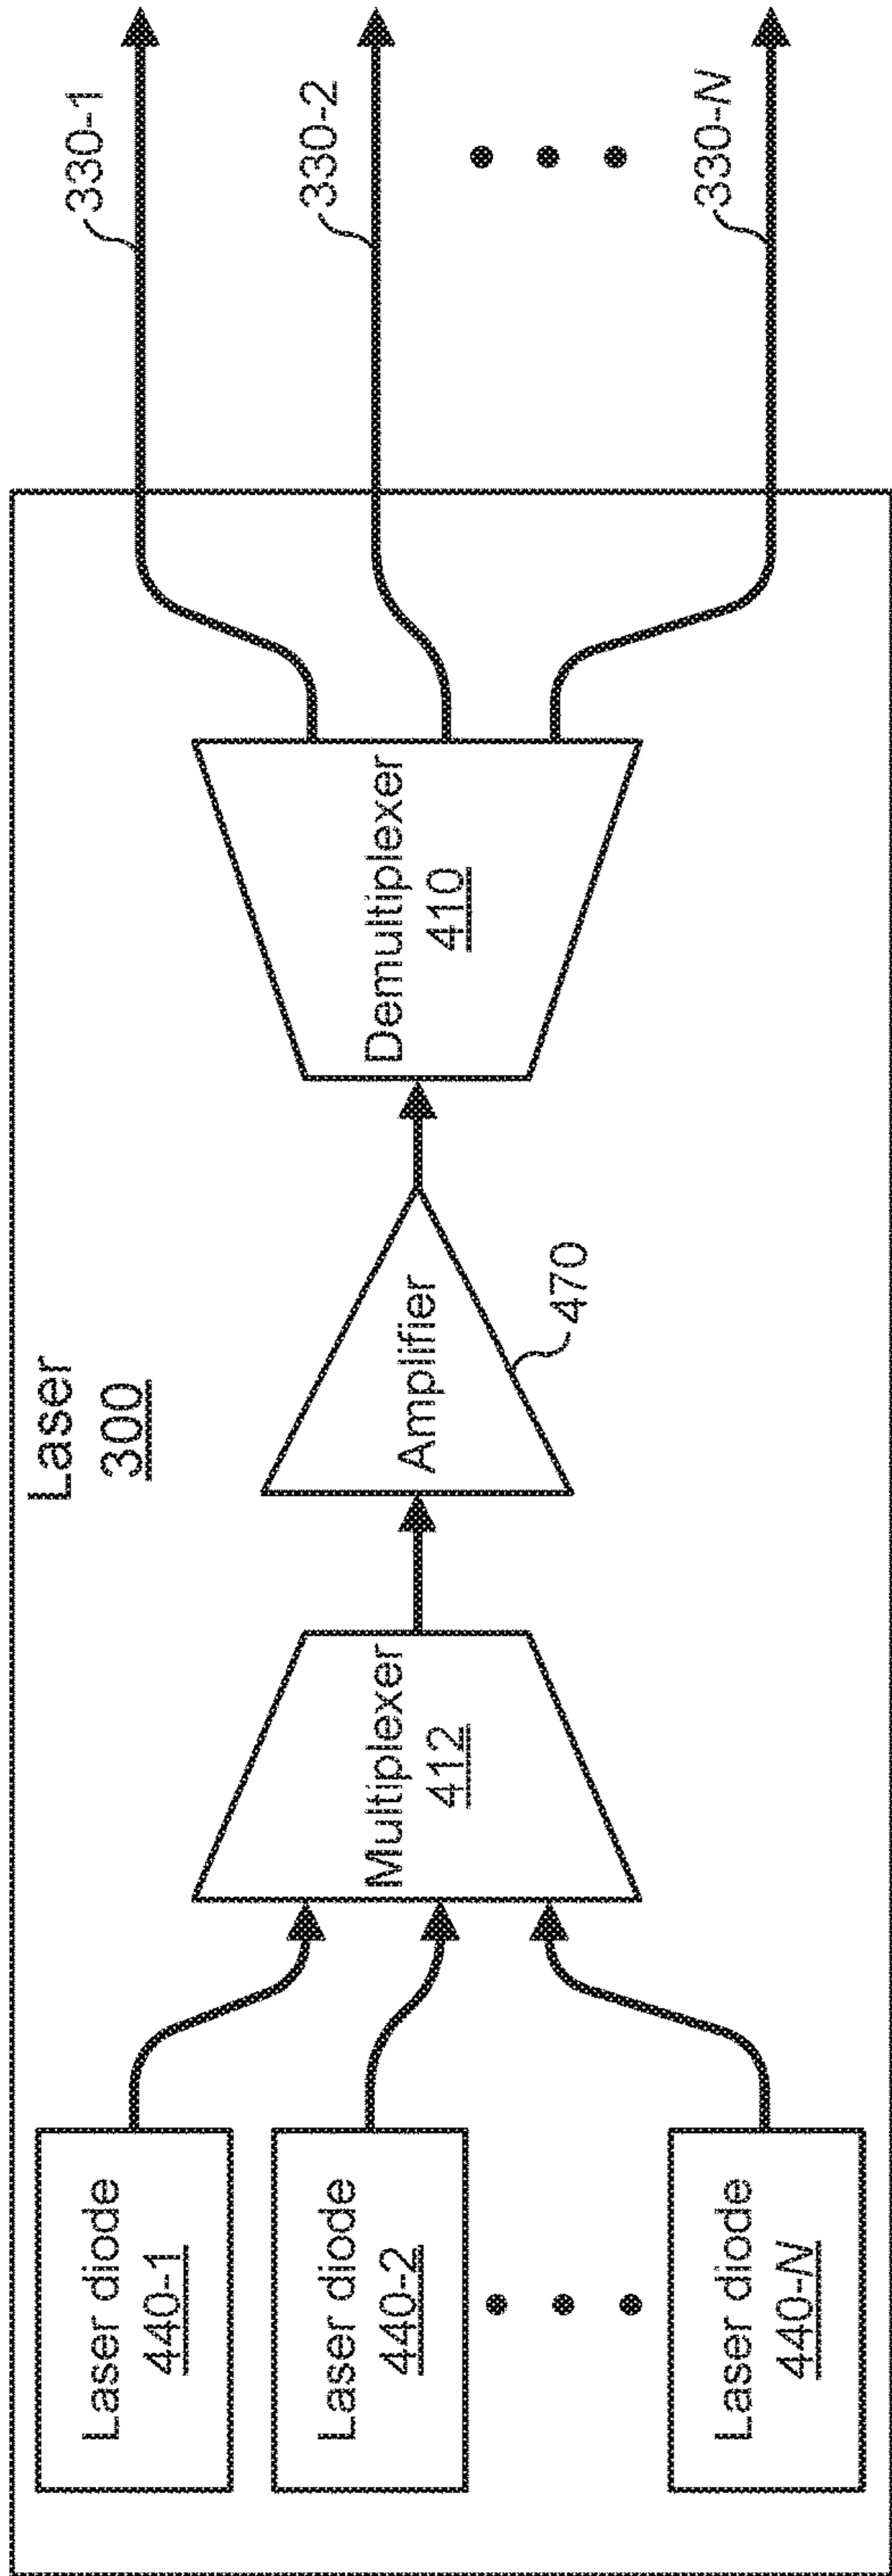 Laser
300
Laser diode
440-1
Laser diode
440-2
Laser diode
440-N
Multiplexer
412
Amplifier
470
Demultiplexer
410
330-1
330-2
330-N